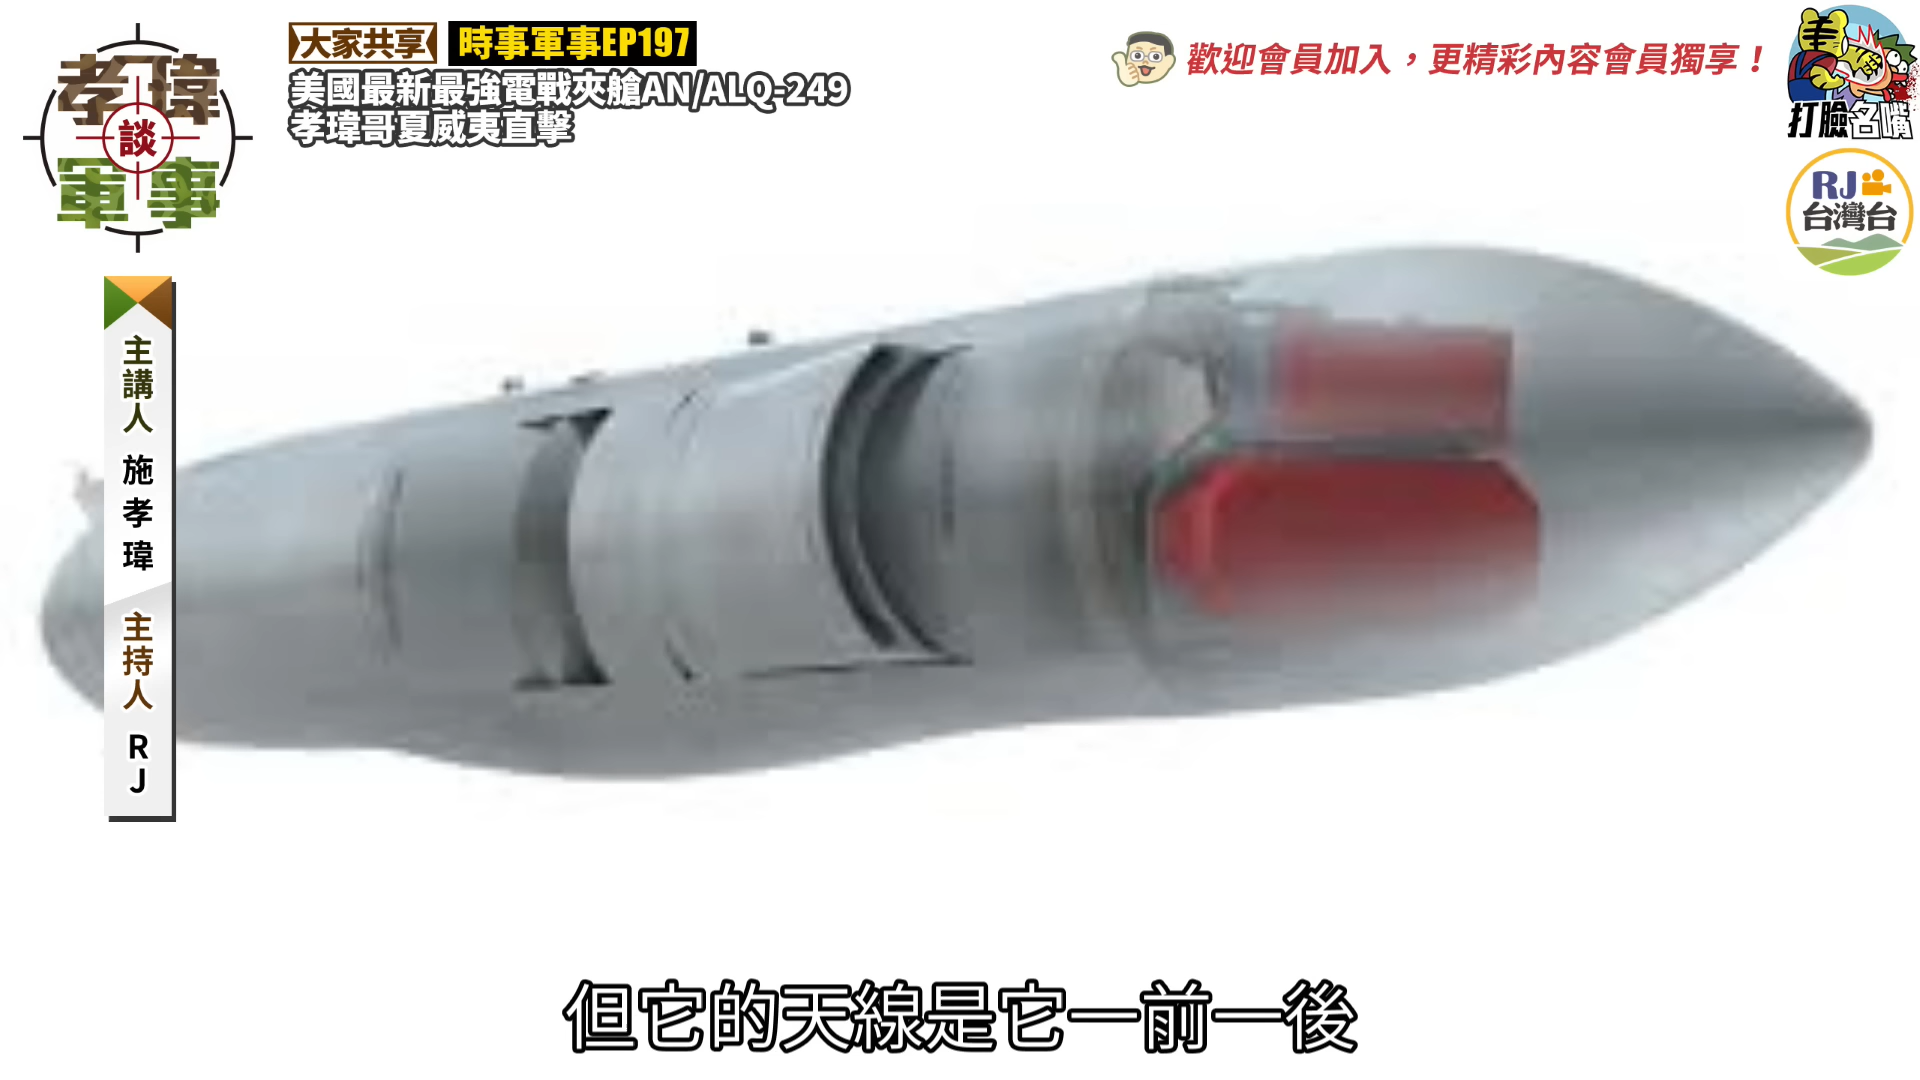 孝瑋
談
軍事
大家共享
時事軍事EP197
美國最新最強電戰夾艙AN/ALQ-249
孝瑋哥夏威夷直擊
歡迎會員加入，更精彩內容會員獨享！
打臉名嘴
RJ
台灣台
主講人 施孝瑋 主持人 RJ
但它的天線是它一前一後